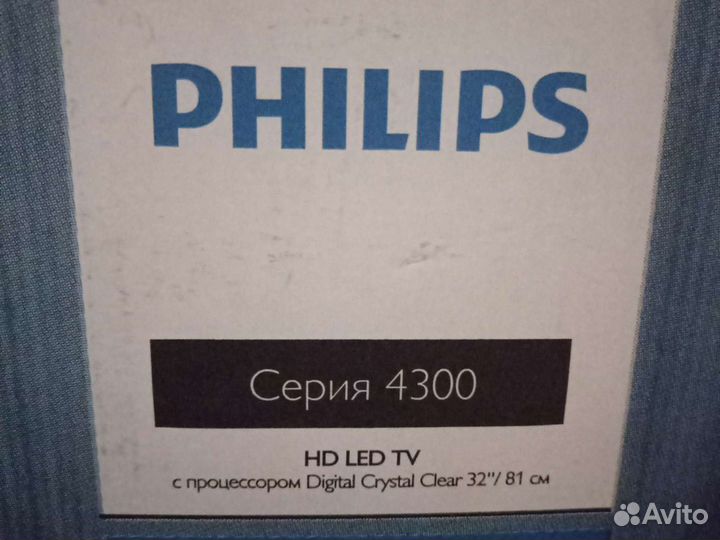 PHILIPS
Серия 4300
HD LED TV
с процессором Digital Crystal Clear 32"/ 81 см
Avito